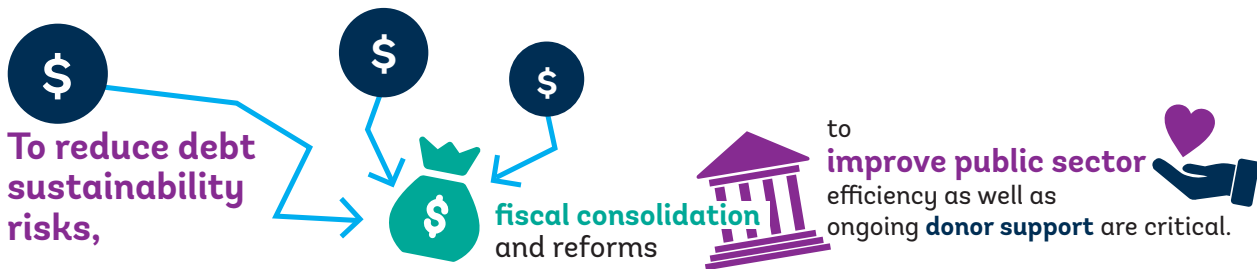 $
$
$
To reduce debt
sustainability
risks,
$
fiscal consolidation
and reforms
to
improve public sector
efficiency as well as
ongoing donor support are critical.